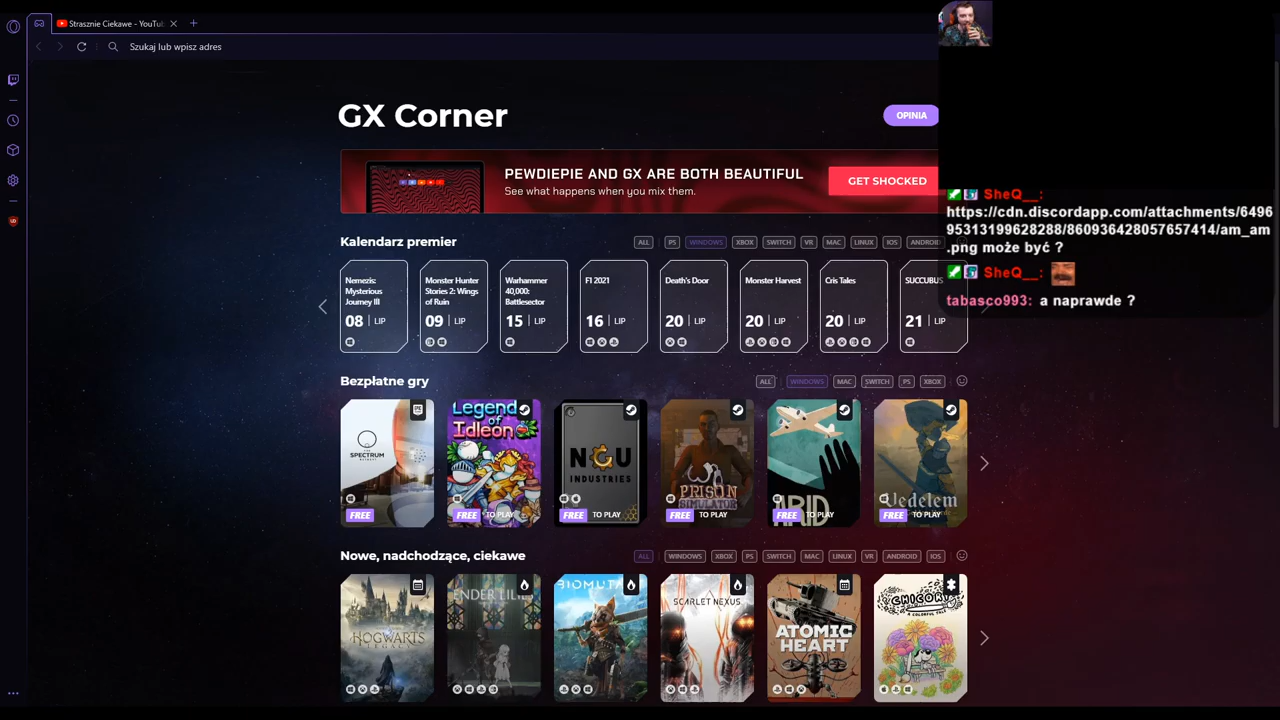 Strasznie Ciekawe - YouTub
Szukaj lub wpisz adres
GX Corner
OPINIA
PEWDIEPIE AND GX ARE BOTH BEAUTIFUL
See what happens when you mix them.
GET SHOCKED
SheQ__:
https://cdn.discordapp.com/attachments/6496
95313199628288/860936428057657414/am_am
.png może być ?
SheQ__:
tabasco993: a naprawde ?
Kalendarz premier
ALL PS WINDOWS XBOX SWITCH VR MAC LINUX IOS ANDROID
Nemezis:
Mysterious
Journey III
08 | LIP
Monster Hunter
Stories 2: Wings
of Ruin
09 | LIP
Warhammer
40,000:
Battlesector
15 | LIP
F1 2021
16 | LIP
Death's Door
20 | LIP
Monster Harvest
20 | LIP
Cris Tales
20 | LIP
SUCCUBUS
21 | LIP
Bezpłatne gry
ALL WINDOWS MAC SWITCH PS XBOX
SPECTRUM
FREE
Legend
of
Idleon
FREE TO PLAY
NGU
INDUSTRIES
FREE TO PLAY
PRISON
SIMULATOR
FREE TO PLAY
ARID
FREE TO PLAY
FREE TO PLAY
Nowe, nadchodzące, ciekawe
ALL WINDOWS XBOX PS SWITCH MAC LINUX VR ANDROID IOS
HOGWARTS
LEGACY
ENDER LILIES
BIOMUTANT
SCARLET NEXUS
ATOMIC
HEART
CHICORY
A COLORFUL TALE